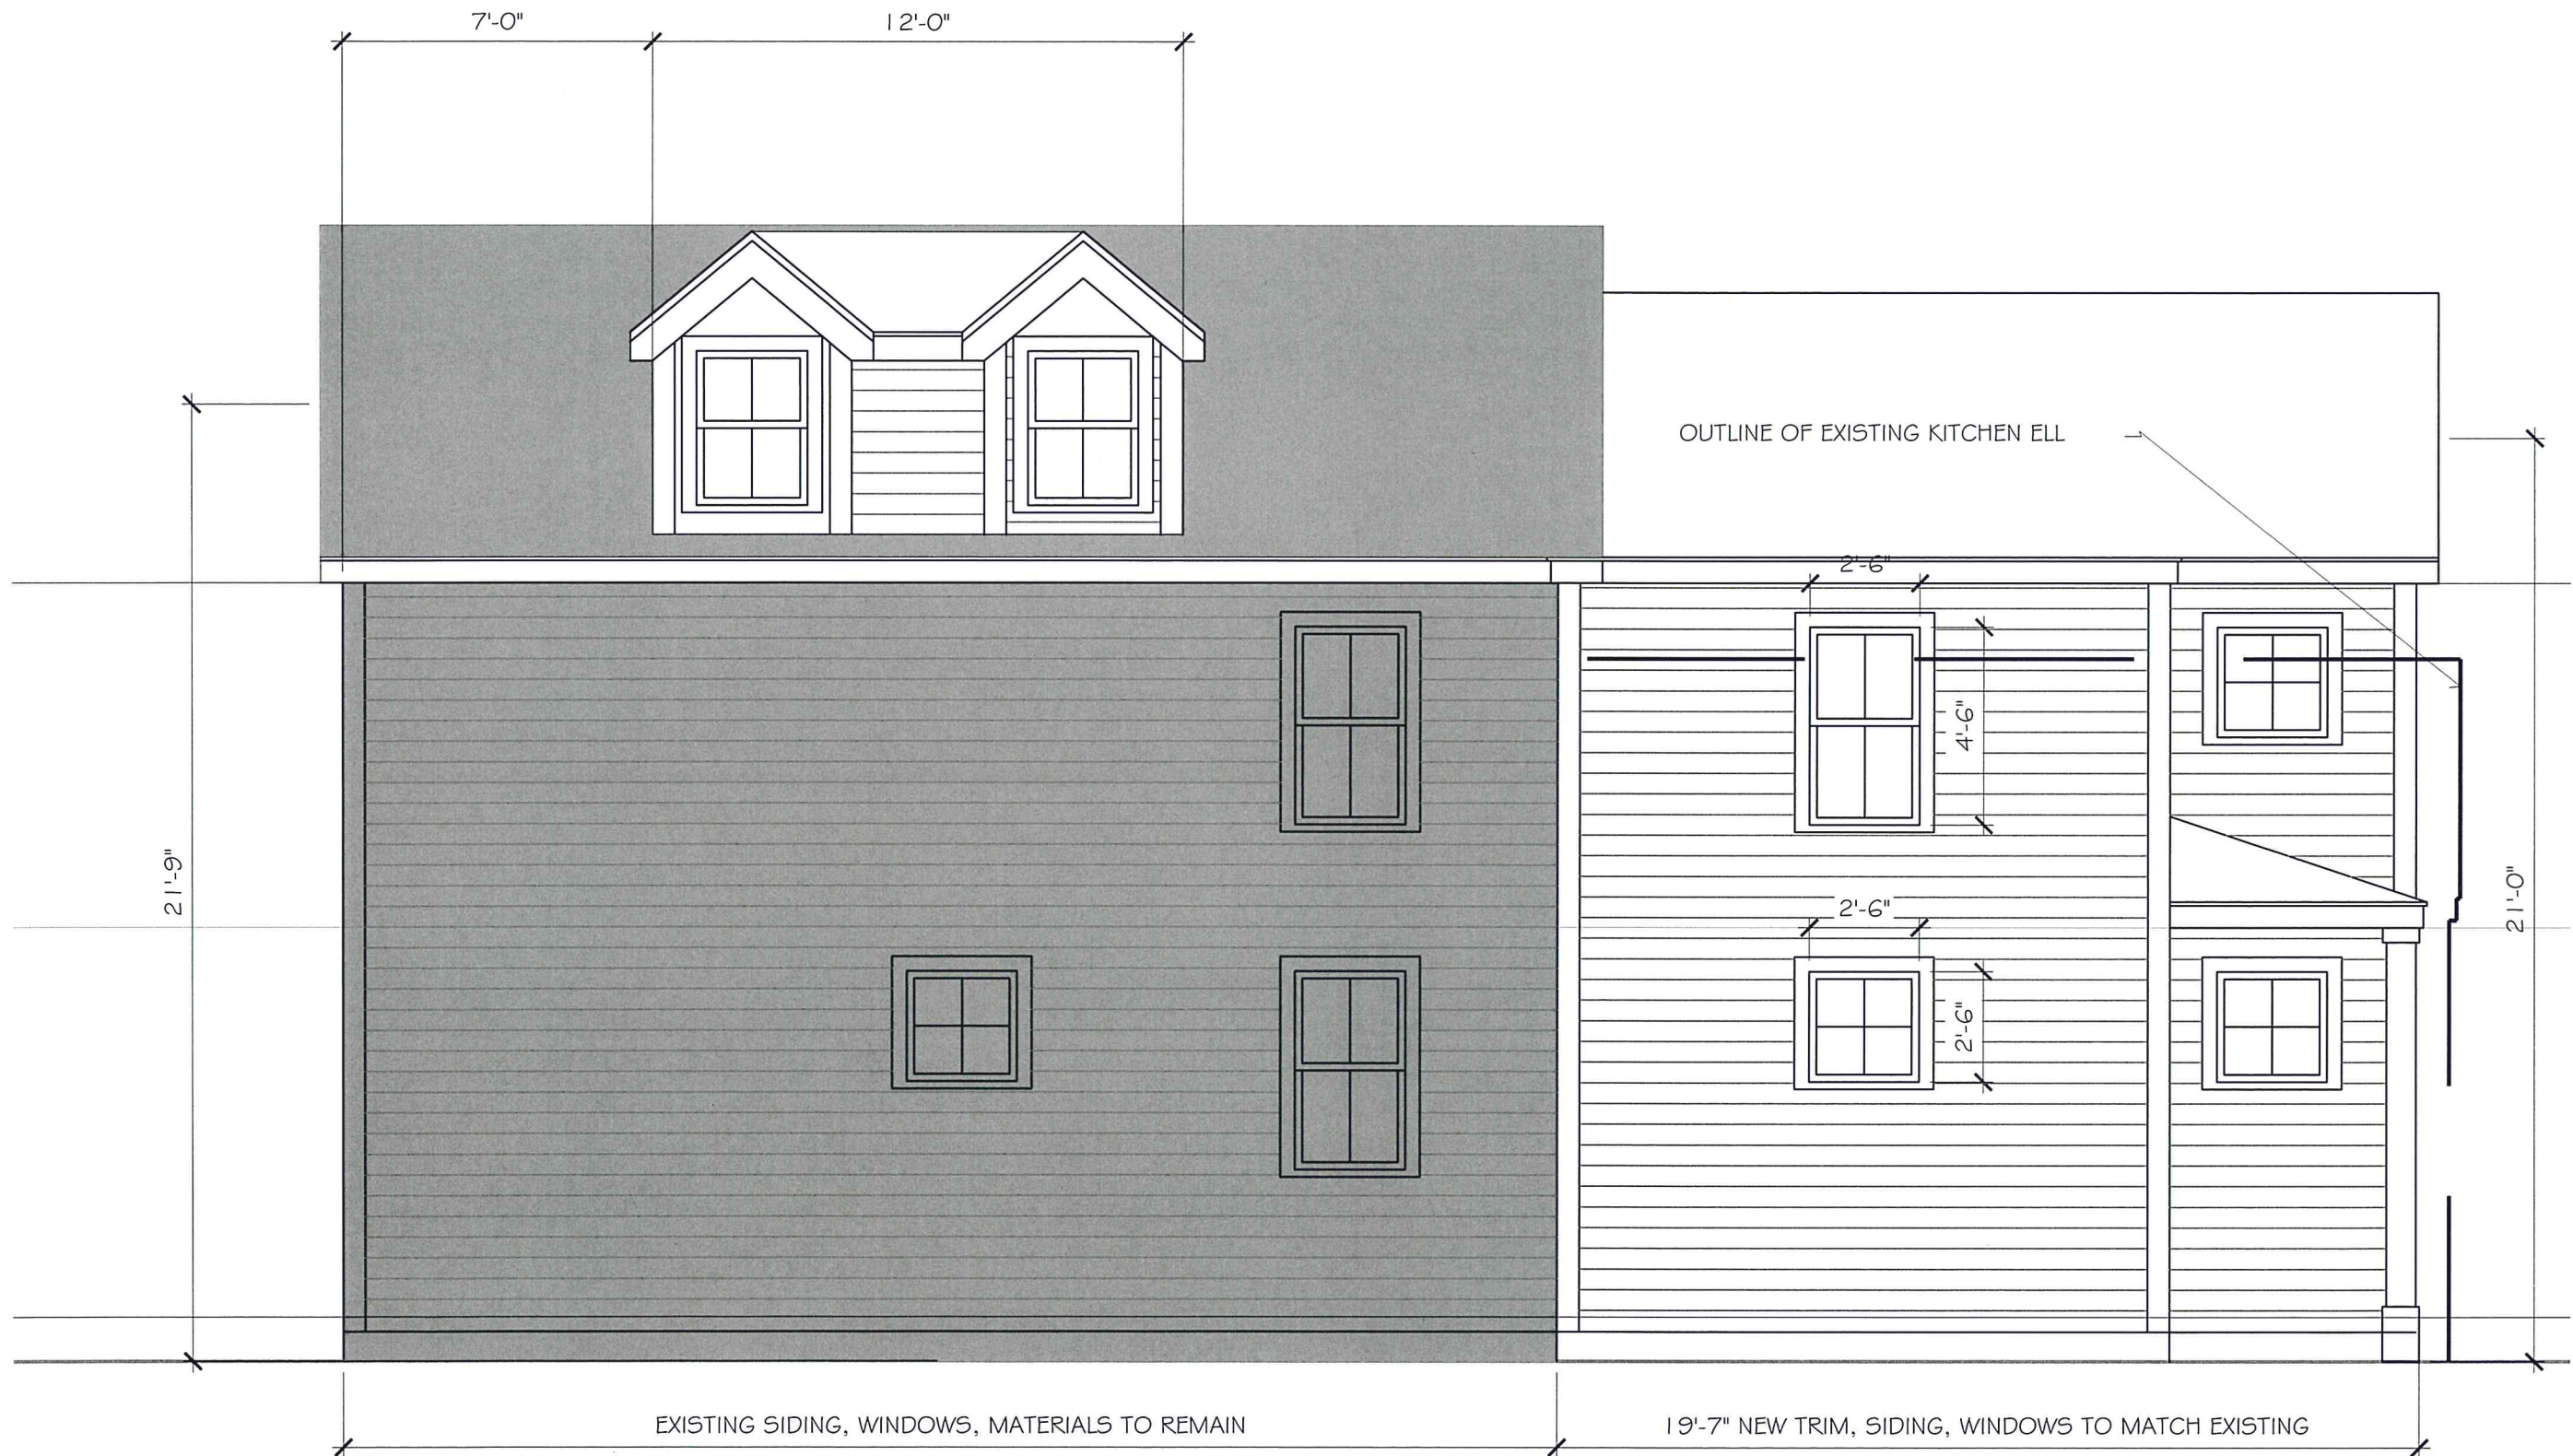 7'-0"
12'-0"
OUTLINE OF EXISTING KITCHEN ELL
2'-6"
4'-6"
21'-9"
21'-0"
2'-6"
2'-6"
EXISTING SIDING, WINDOWS, MATERIALS TO REMAIN
19'-7" NEW TRIM, SIDING, WINDOWS TO MATCH EXISTING